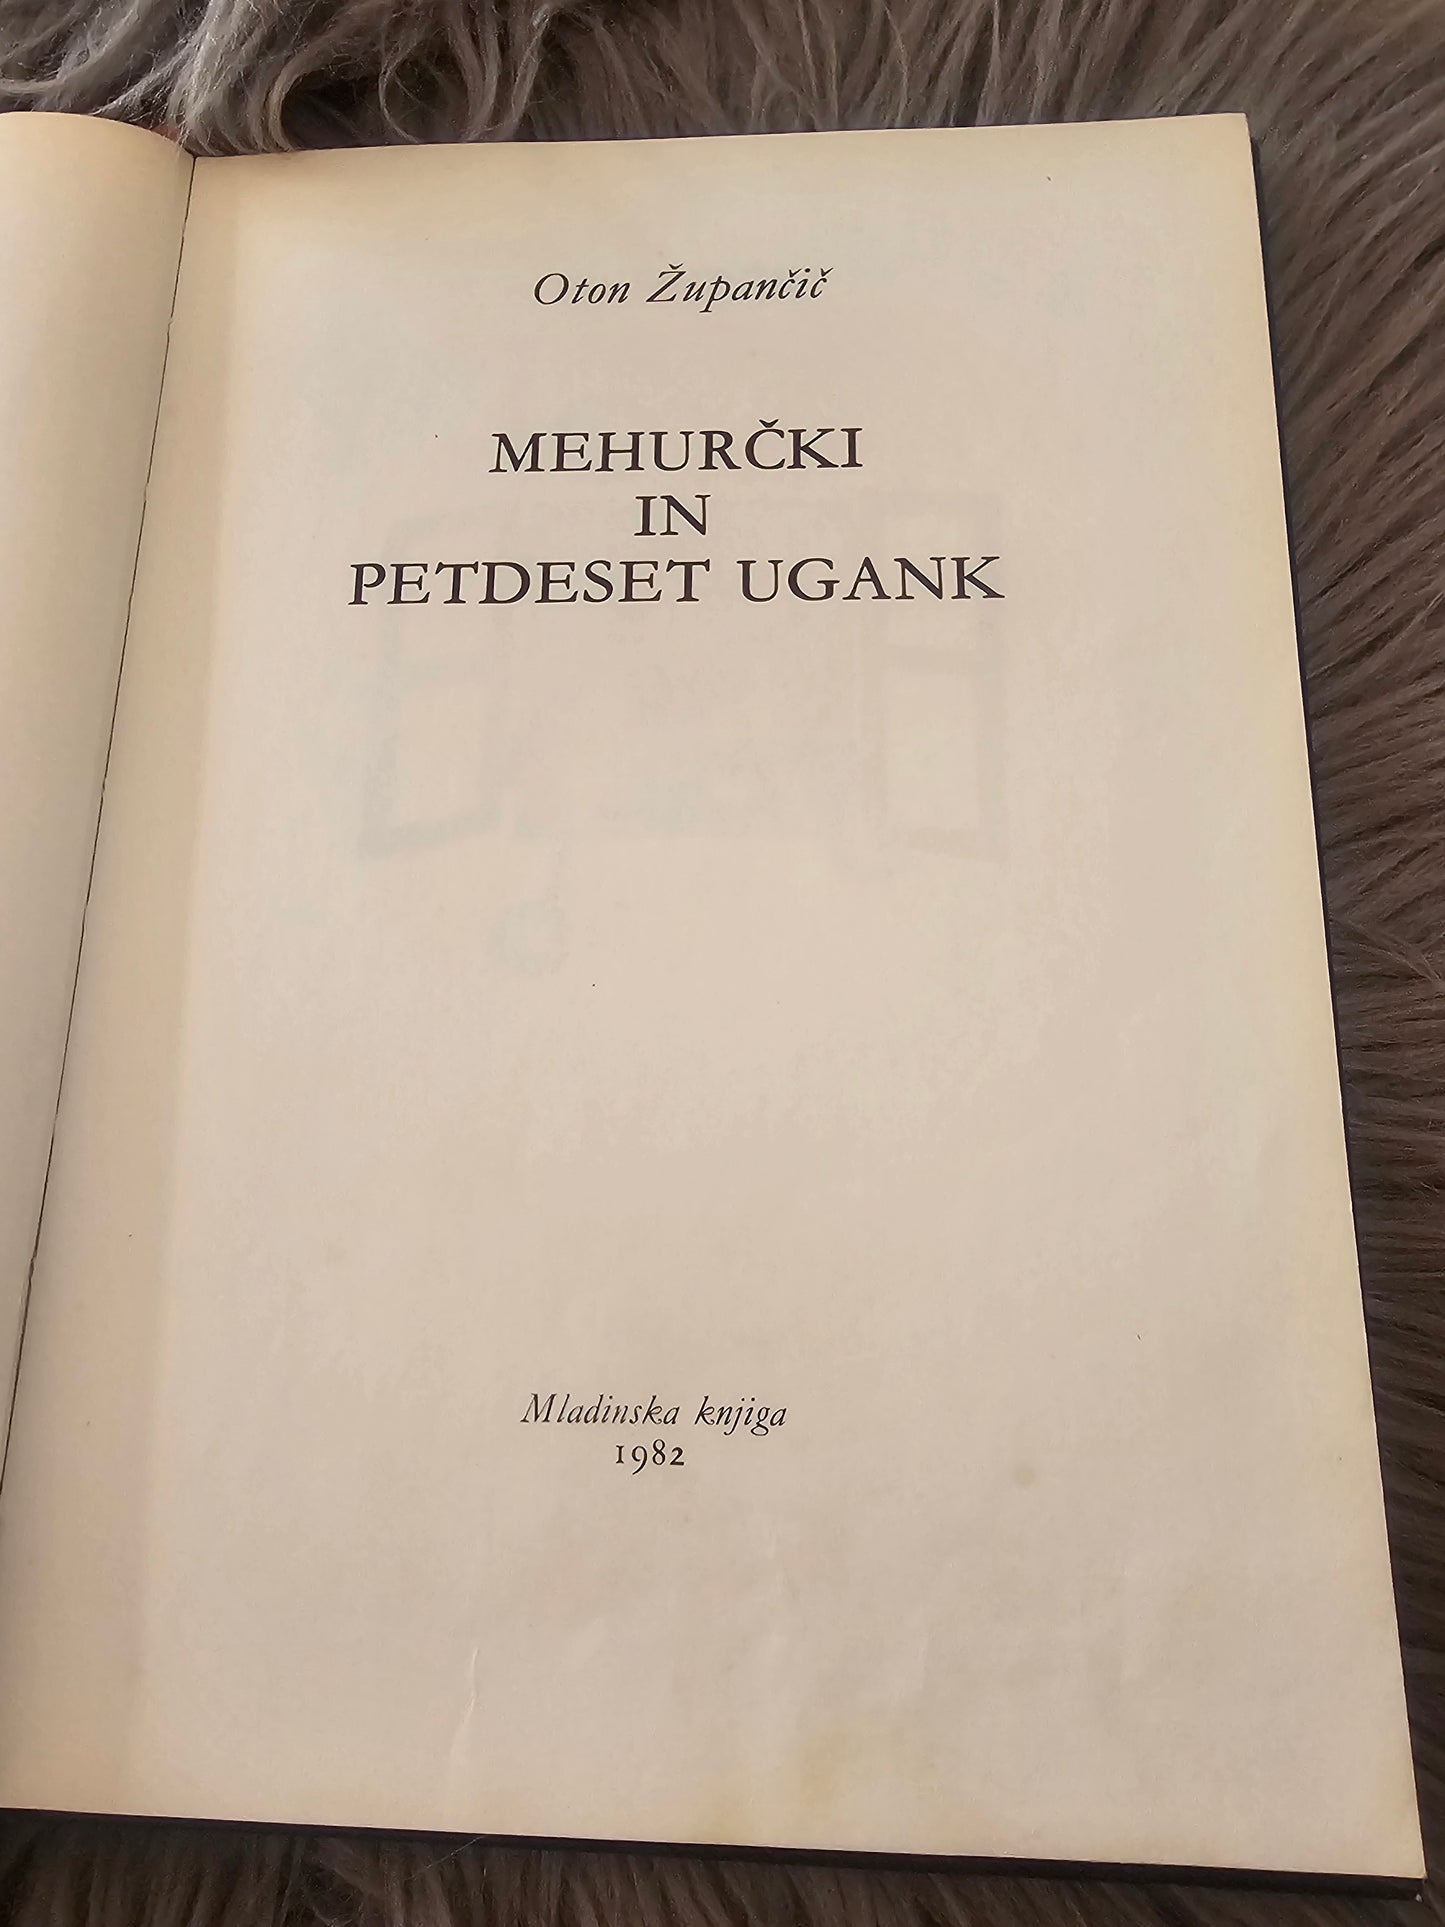 Oton Župančič
MEHURČKI
IN
PETDESET UGANK
Mladinska knjiga
1982